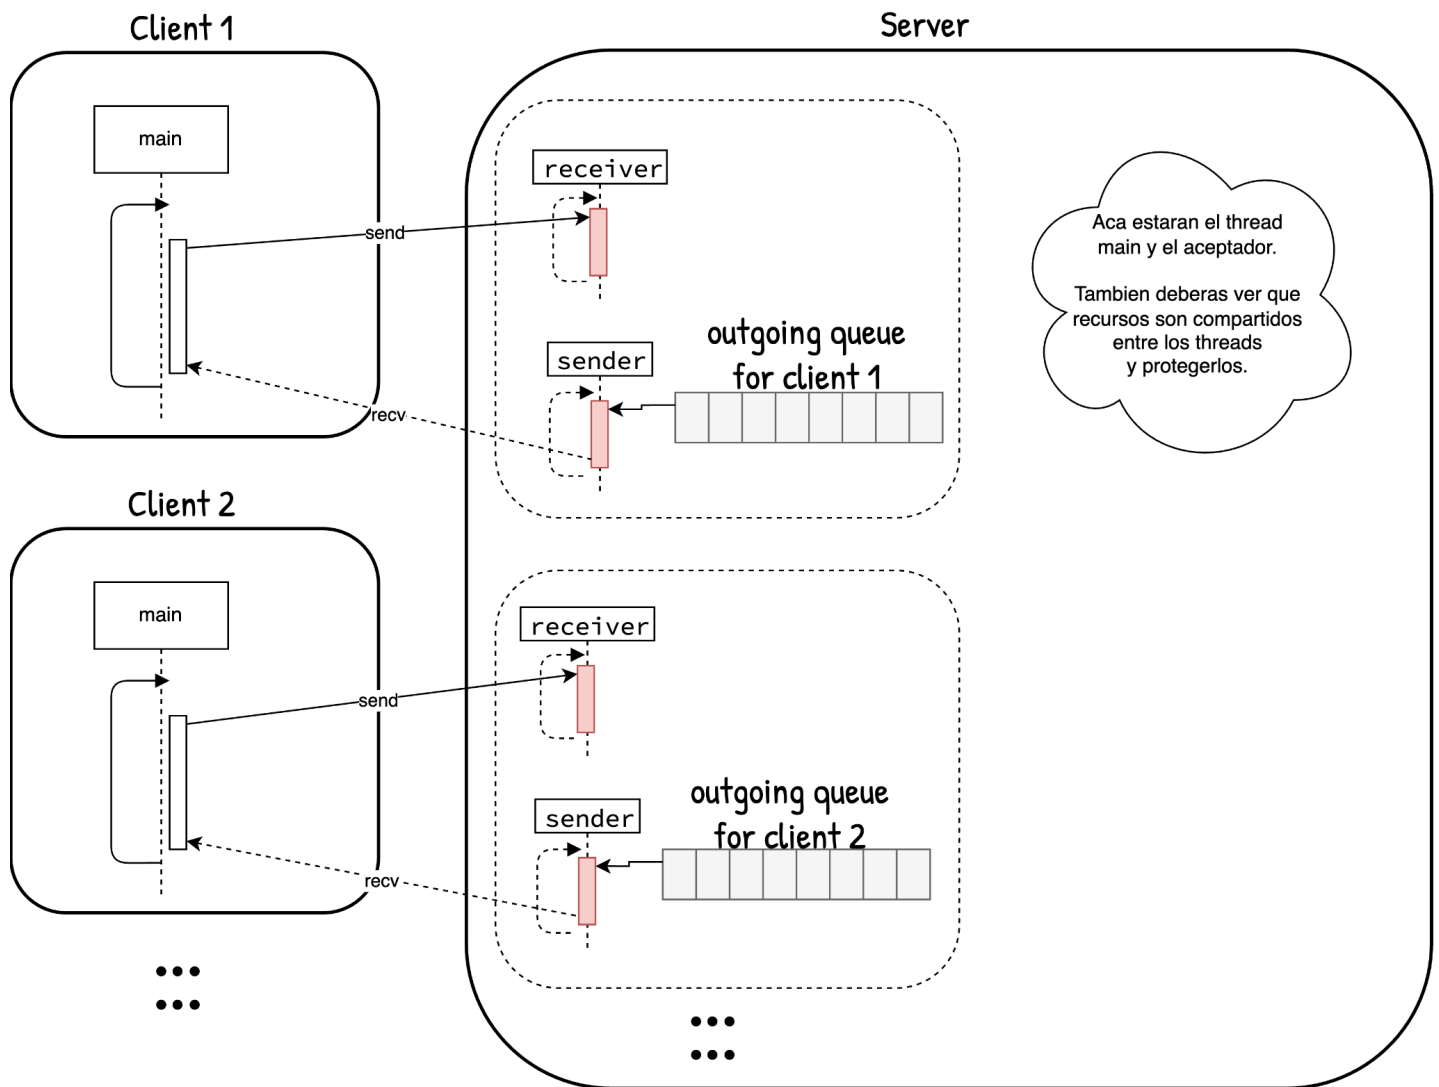 Client 1
main
send
recv
Client 2
main
send
recv
Server
receiver
sender
outgoing queue
for client 1
receiver
sender
outgoing queue
for client 2
Aca estaran el thread
main y el aceptador.
Tambien deberas ver que
recursos son compartidos
entre los threads
y protegerlos.